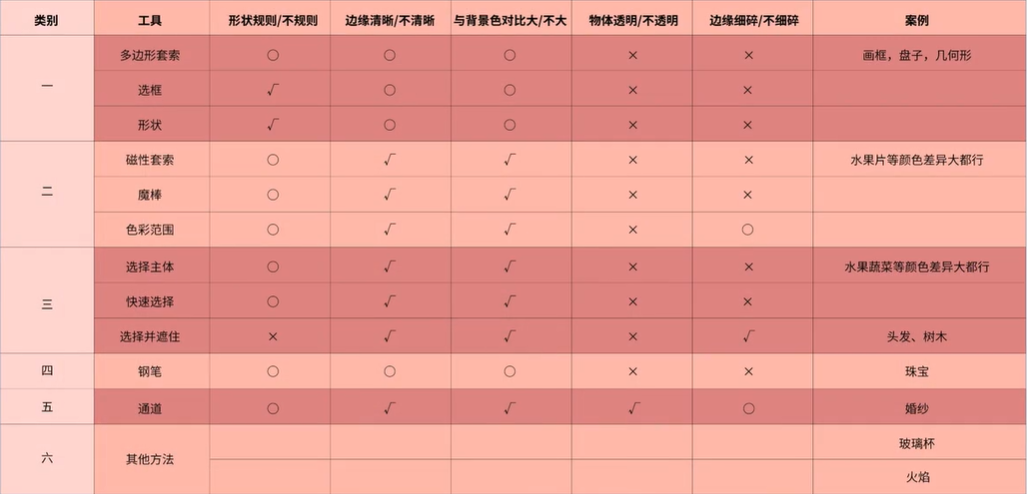 类别 工具 形状规则/不规则 边缘清晰/不清晰 与背景色对比大/不大 物体透明/不透明 边缘细碎/不细碎 案例
一 多边形套索 ○ ○ ○ × × 画框，盘子，几何形
选框 √ ○ ○ × ×
形状 √ ○ ○ × ×
二 磁性套索 ○ √ √ × × 水果片等颜色差异大都行
魔棒 ○ √ √ × ×
色彩范围 ○ √ √ × ○
三 选择主体 ○ √ √ × × 水果蔬菜等颜色差异大都行
快速选择 ○ √ √ × ×
选择并遮住 × √ √ × √ 头发、树木
四 钢笔 ○ ○ ○ × × 珠宝
五 通道 ○ √ √ √ ○ 婚纱
六 其他方法 玻璃杯
火焰